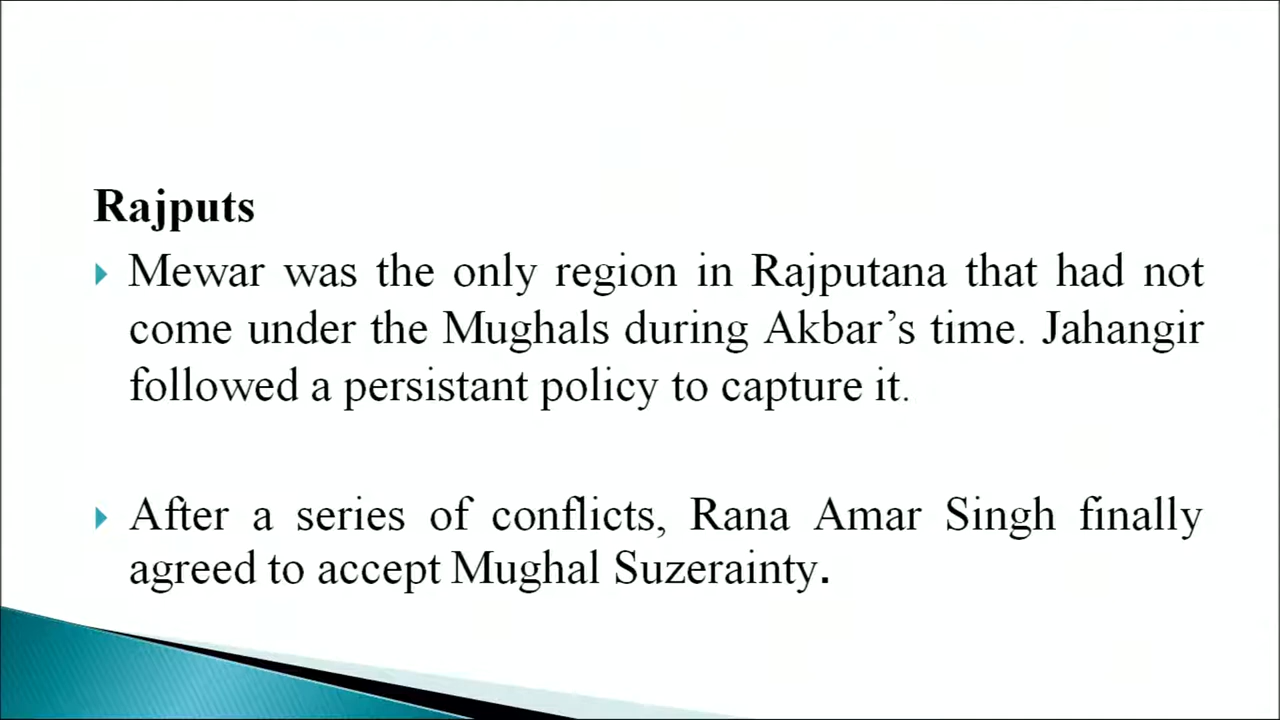 Rajputs
Mewar was the only region in Rajputana that had not
come under the Mughals during Akbar’s time. Jahangir
followed a persistant policy to capture it.
After a series of conflicts, Rana Amar Singh finally
agreed to accept Mughal Suzerainty.